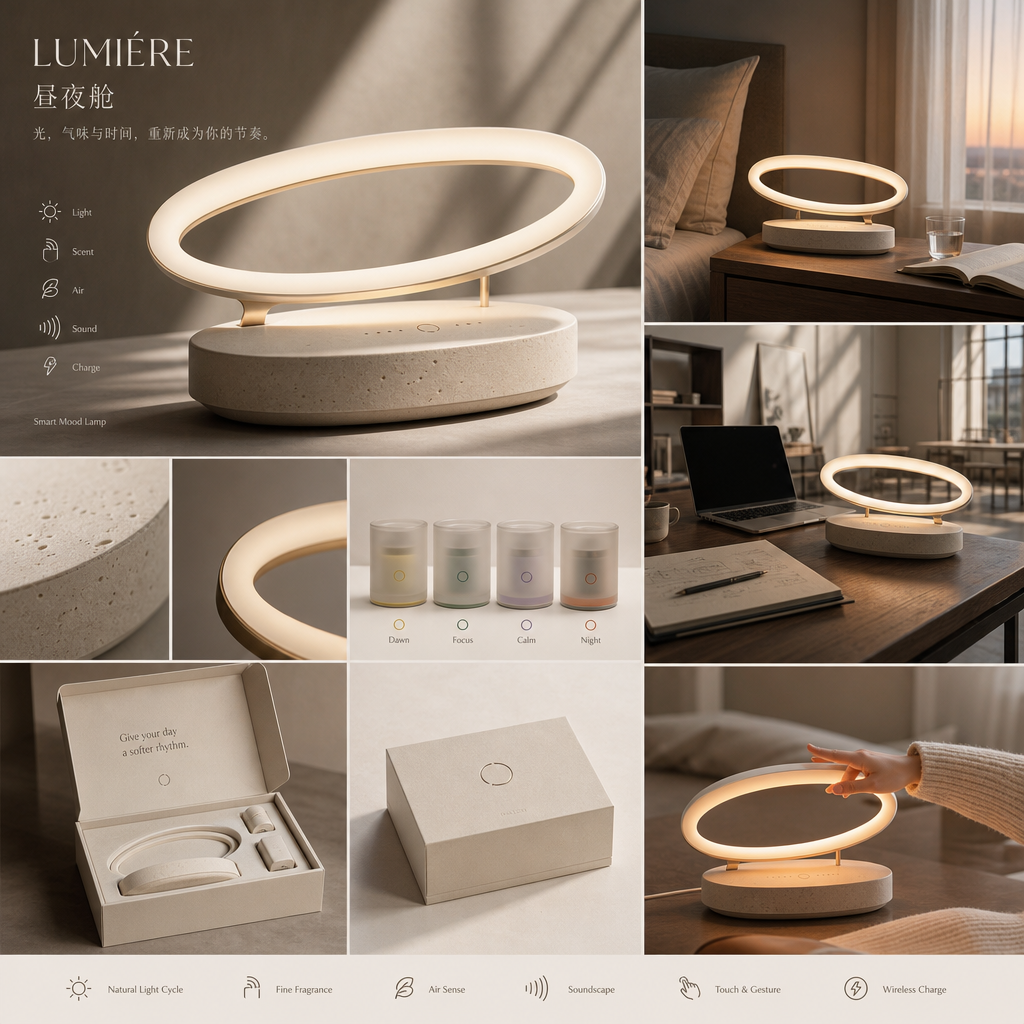 LUMIÉRE
昼夜舱
光，气味与时间，重新成为你的节奏。
Light
Scent
Air
Sound
Charge
Smart Mood Lamp
Dawn
Focus
Calm
Night
Give your day
a softer rhythm.
Natural Light Cycle
Fine Fragrance
Air Sense
Soundscape
Touch & Gesture
Wireless Charge